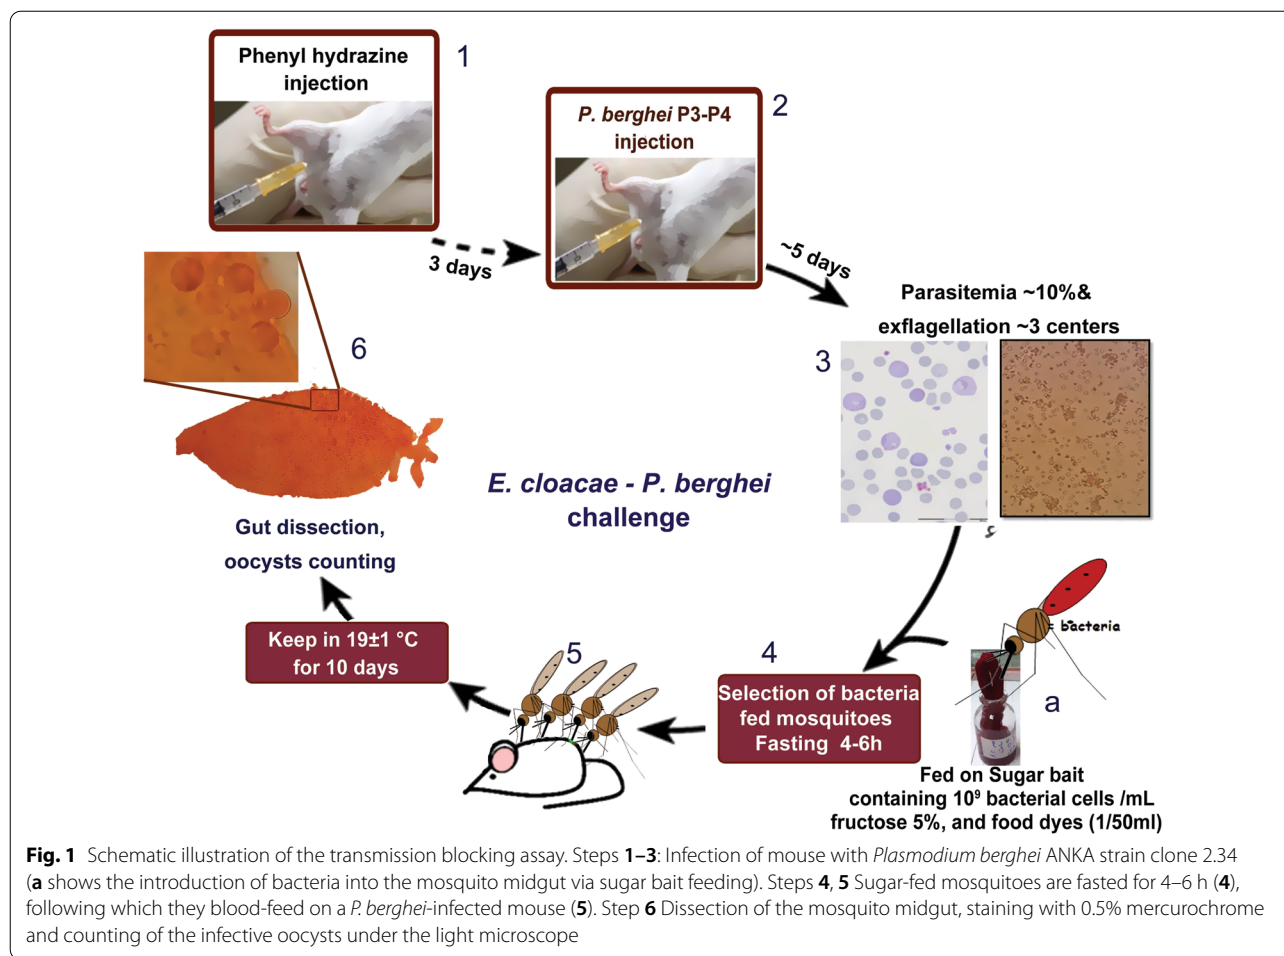 Phenyl hydrazine
injection
1
P. berghei P3-P4
injection
2
3 days
~5 days
Parasitemia ~10%&
exflagellation ~3 centers
3
6
E. cloacae - P. berghei
challenge
Gut dissection,
oocysts counting
= bacteria
a
Keep in 19±1 °C
for 10 days
5
4
Selection of bacteria
fed mosquitoes
Fasting 4-6h
Fed on Sugar bait
containing 10⁹ bacterial cells /mL
fructose 5%, and food dyes (1/50ml)
Fig. 1 Schematic illustration of the transmission blocking assay. Steps 1–3: Infection of mouse with Plasmodium berghei ANKA strain clone 2.34
(a shows the introduction of bacteria into the mosquito midgut via sugar bait feeding). Steps 4, 5 Sugar-fed mosquitoes are fasted for 4–6 h (4),
following which they blood-feed on a P. berghei-infected mouse (5). Step 6 Dissection of the mosquito midgut, staining with 0.5% mercurochrome
and counting of the infective oocysts under the light microscope